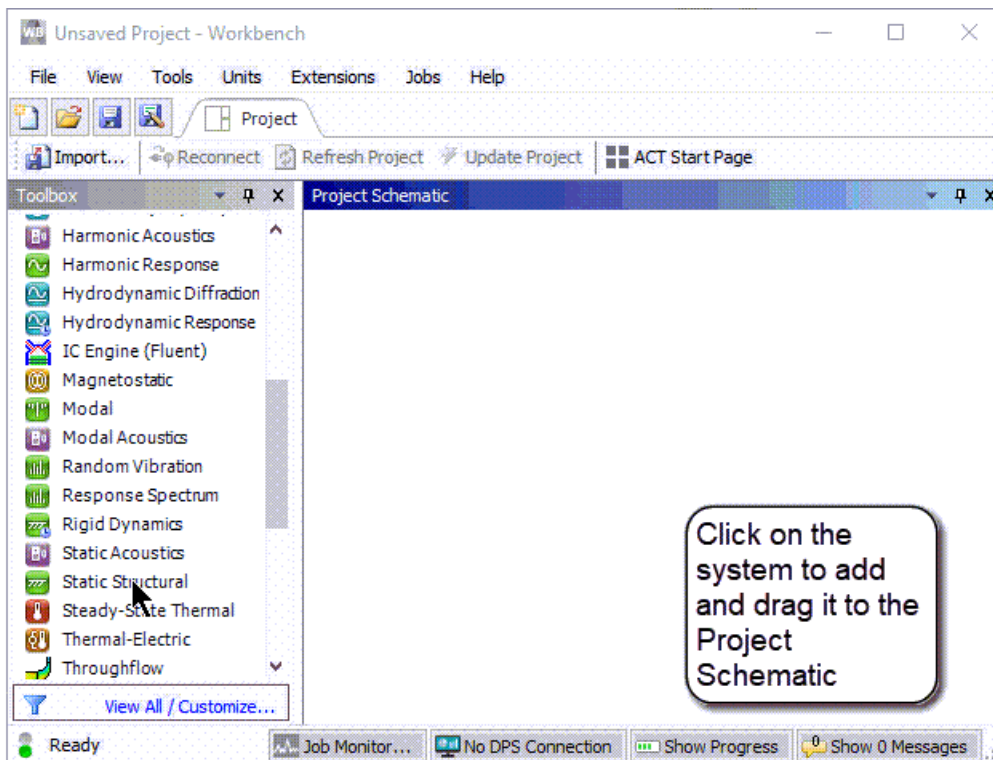 WB Unsaved Project - Workbench
File View Tools Units Extensions Jobs Help
Project
Import... Reconnect Refresh Project Update Project ACT Start Page
Toolbox Project Schematic
Harmonic Acoustics
Harmonic Response
Hydrodynamic Diffraction
Hydrodynamic Response
IC Engine (Fluent)
Magnetostatic
Modal
Modal Acoustics
Random Vibration
Response Spectrum
Rigid Dynamics
Static Acoustics
Static Structural
Steady-State Thermal
Thermal-Electric
Throughflow
View All / Customize...
Click on the
system to add
and drag it to the
Project
Schematic
Ready Job Monitor... No DPS Connection Show Progress 0 Show 0 Messages